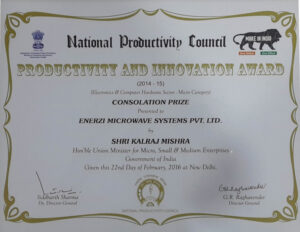 National Productivity Council
MAKE IN INDIA
PRODUCTIVITY AND INNOVATION AWARD
(2014 - 15)
(Electronics & Computer Hardware Sector -Micro Category)
CONSOLATION PRIZE
Presented to
ENERZI MICROWAVE SYSTEMS PVT. LTD.
by
SHRI KALRAJ MISHRA
Hon'ble Union Minister for Micro, Small & Medium Enterprises,
Government of India
Given this 22nd Day of February, 2016 at New Delhi.
Siddharth Sharma
Dy. Director General
G.R. Raghavender
Director General
NATIONAL PRODUCTIVITY COUNCIL